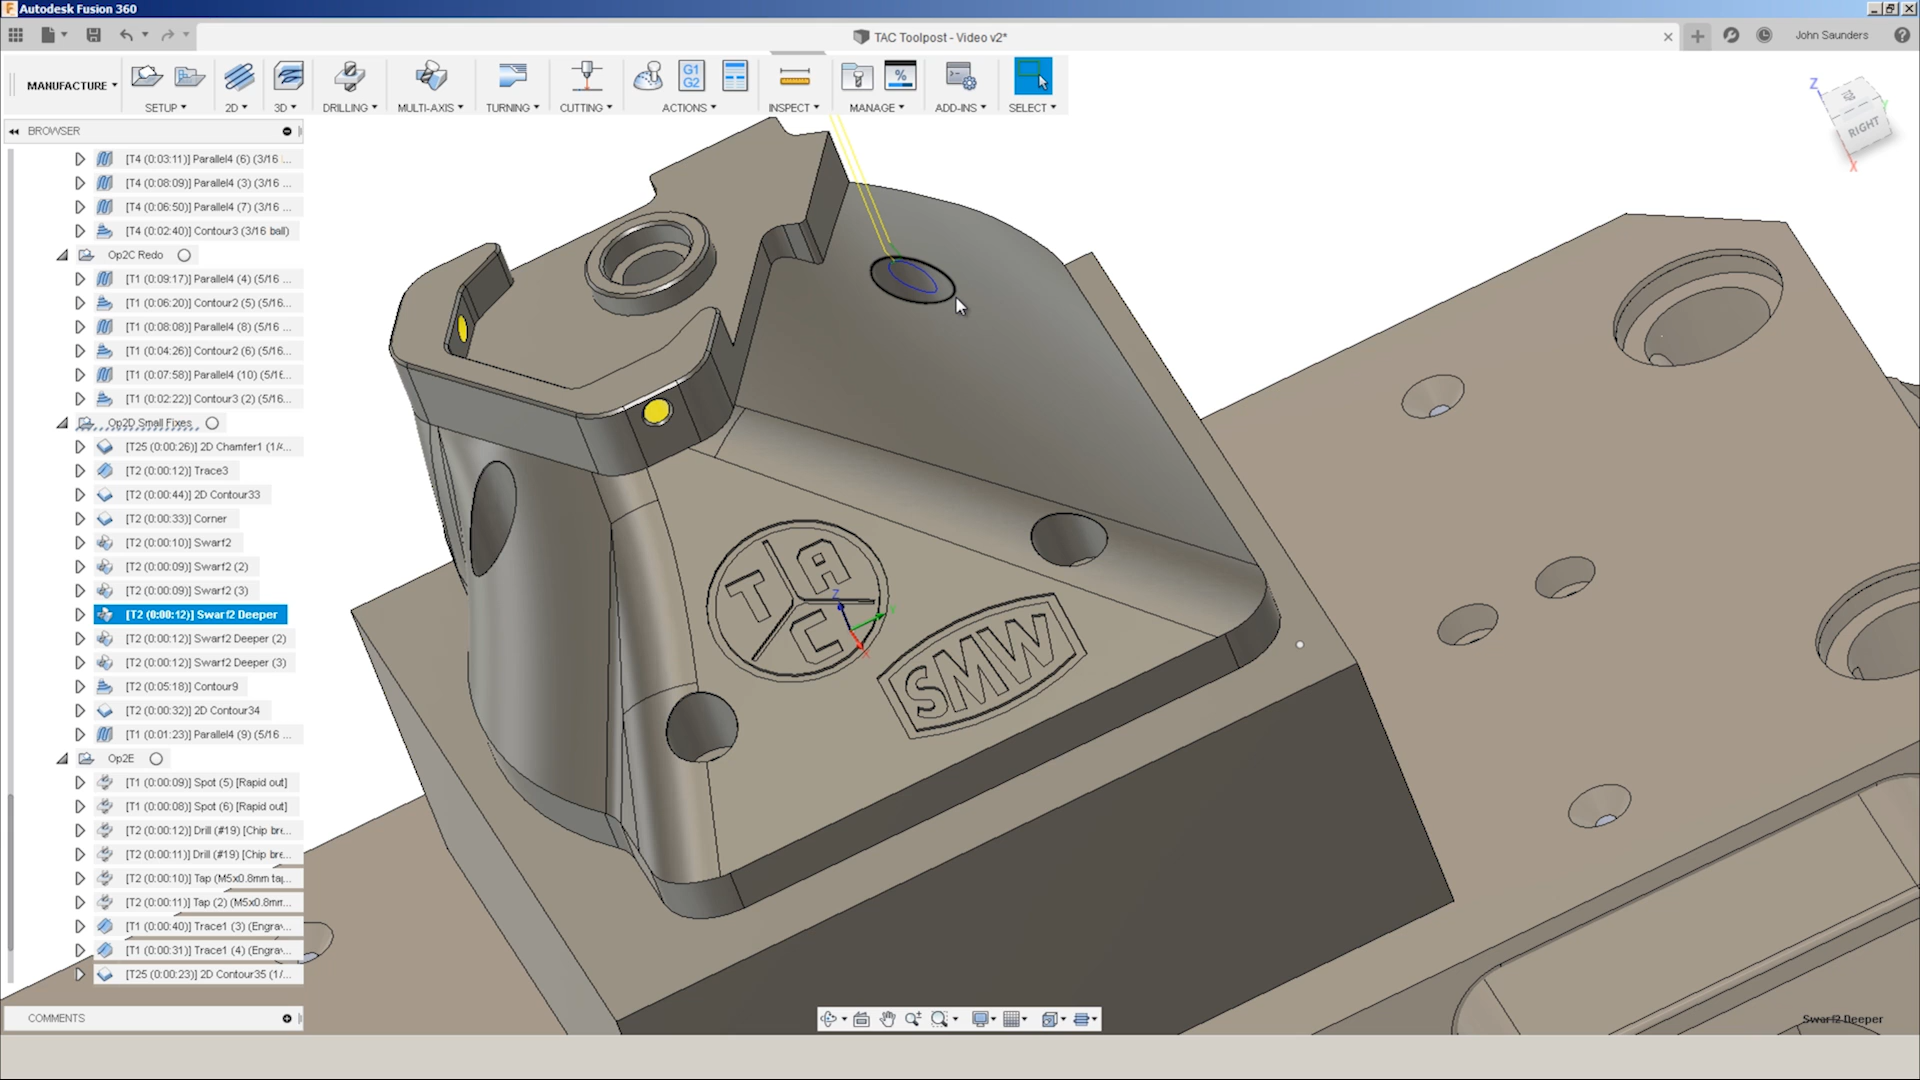 Autodesk Fusion 360
TAC Toolpost - Video v2*
John Saunders
MANUFACTURE
SETUP
2D
3D
DRILLING
MULTI-AXIS
TURNING
CUTTING
G1
G2
ACTIONS
INSPECT
MANAGE
ADD-INS
SELECT
Z
RIGHT
X
BROWSER
[T4 (0:03:11)] Parallel4 (6) (3/16 ...
[T4 (0:08:09)] Parallel4 (3) (3/16 ...
[T4 (0:06:50)] Parallel4 (7) (3/16 ...
[T4 (0:02:40)] Contour3 (3/16 ball)
Op2C Redo
[T1 (0:09:17)] Parallel4 (4) (5/16 ...
[T1 (0:06:20)] Contour2 (5) (5/16...
[T1 (0:08:08)] Parallel4 (8) (5/16 ...
[T1 (0:04:26)] Contour2 (6) (5/16...
[T1 (0:07:58)] Parallel4 (10) (5/1€...
[T1 (0:02:22)] Contour3 (2) (5/16...
Op2D Small Fixes
[T25 (0:00:26)] 2D Chamfer1 (1/4...
[T2 (0:00:12)] Trace3
[T2 (0:00:44)] 2D Contour33
[T2 (0:00:33)] Corner
[T2 (0:00:10)] Swarf2
[T2 (0:00:09)] Swarf2 (2)
[T2 (0:00:09)] Swarf2 (3)
[T2 (0:00:12)] Swarf2 Deeper
[T2 (0:00:12)] Swarf2 Deeper (2)
[T2 (0:00:12)] Swarf2 Deeper (3)
[T2 (0:05:18)] Contour9
[T2 (0:00:32)] 2D Contour34
[T2 (0:01:23)] Parallel4 (9) (5/16 ...
Op2E
[T1 (0:00:09)] Spot (5) [Rapid out]
[T1 (0:00:08)] Spot (6) [Rapid out]
[T2 (0:00:12)] Drill (#19) [Chip bre...
[T2 (0:00:11)] Drill (#19) [Chip bre...
[T2 (0:00:10)] Tap (M5x0.8mm taj...
[T2 (0:00:11)] Tap (2) (M5x0.8mm...
[T1 (0:00:40)] Trace1 (3) (Engra...
[T1 (0:00:31)] Trace1 (4) (Engra...
[T25 (0:00:23)] 2D Contour35 (1/...
T A C
Z
X
SMW
COMMENTS
Swarf2 Deeper